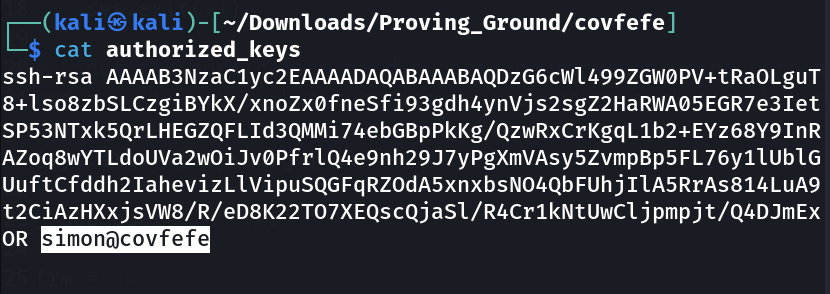 ┌──(kali㉿kali)-[~/Downloads/Proving_Ground/covfefe]
└─$ cat authorized_keys
ssh-rsa AAAAB3NzaC1yc2EAAAADAQABAAABAQDzG6cWl499ZGW0PV+tRaOLguT
8+lso8zbSLCzgiBYkX/xnoZx0fneSfi93gdh4ynVjs2sgZ2HaRWA05EGR7e3Iet
SP53NTxk5QrLHEGZQFLId3QMMi74ebGBpPkKg/QzwRxCrKgqL1b2+EYz68Y9InR
AZoq8wYTLdoUVa2wOiJv0PfrlQ4e9nh29J7yPgXmVAsy5ZvmpBp5FL76y1lUblG
UuftCfddh2IahevizLlVipuSQGFqRZOdA5xnxbsNO4QbFUhjIlA5RrAs814LuA9
t2CiAzHXxjsVW8/R/eD8K22TO7XEQscQjaSl/R4Cr1kNtUwCljpmpjt/Q4DJmEx
OR simon@covfefe